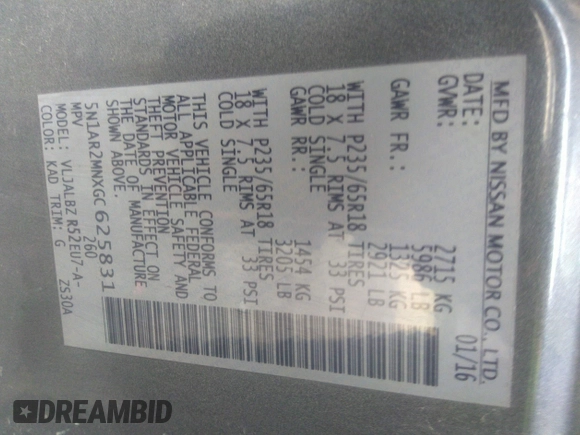 MFD BY NISSAN MOTOR CO., LTD.
DATE: 01/16
GVWR: 2715 KG
5986 LB
GAWR FR.: 1325 KG
2921 LB
WITH P235/65R18 TIRES
18 X 7.5 RIMS AT 33 PSI
COLD SINGLE
GAWR RR.: 1454 KG
3205 LB
WITH P235/65R18 TIRES
18 X 7.5 RIMS AT 33 PSI
COLD SINGLE
THIS VEHICLE CONFORMS TO
ALL APPLICABLE FEDERAL
MOTOR VEHICLE SAFETY AND
THEFT PREVENTION
STANDARDS IN EFFECT ON
THE DATE OF MANUFACTURE
SHOWN ABOVE.
5N1AR2MNXGC625831
MPV 260
MODEL: VLJALBZ R52EU7-A-
COLOR: KAD TRIM: G ZS30A
DREAMBID